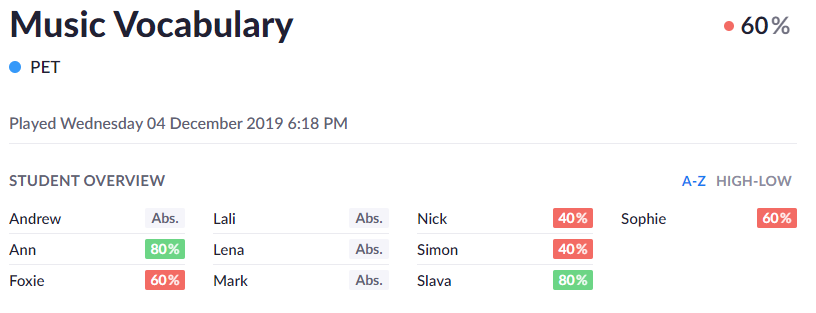 Music Vocabulary 60%
PET
Played Wednesday 04 December 2019 6:18 PM
STUDENT OVERVIEW A-Z HIGH-LOW
Andrew Abs. Lali Abs. Nick 40% Sophie 60%
Ann 80% Lena Abs. Simon 40%
Foxie 60% Mark Abs. Slava 80%